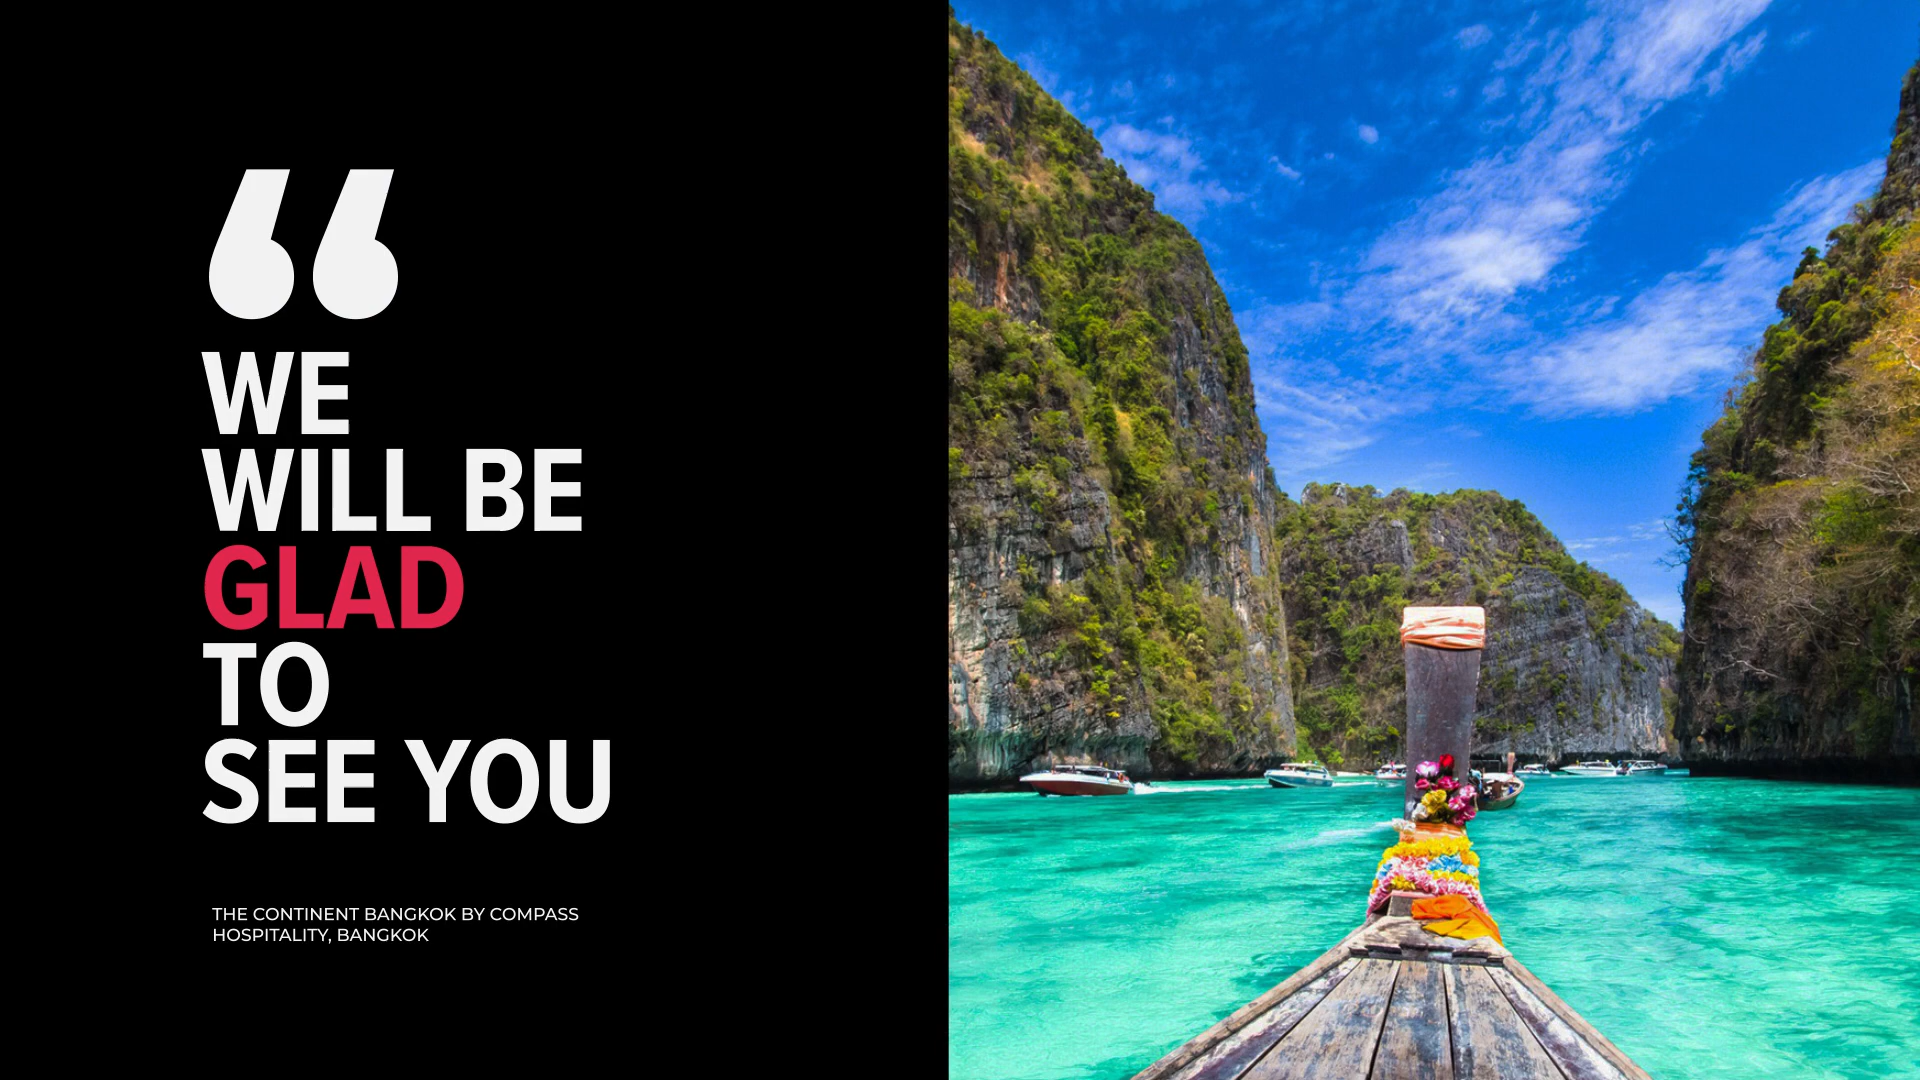 “
WE
WILL BE
GLAD
TO
SEE YOU
THE CONTINENT BANGKOK BY COMPASS
HOSPITALITY, BANGKOK